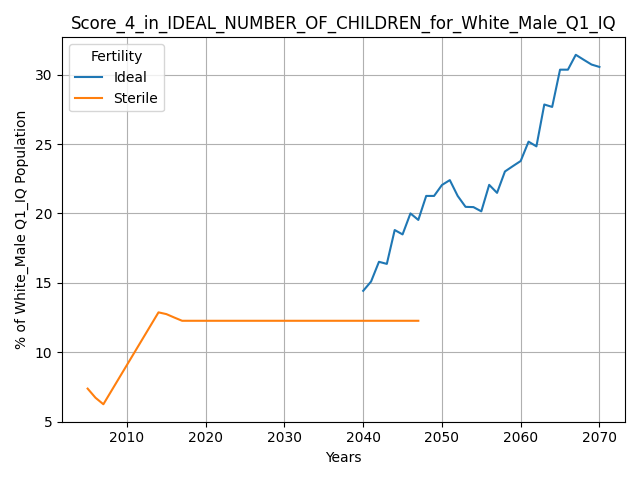 Score_4_in_IDEAL_NUMBER_OF_CHILDREN_for_White_Male_Q1_IQ
Fertility
Ideal
Sterile
% of White_Male Q1_IQ Population
30
25
20
15
10
5
2010 2020 2030 2040 2050 2060 2070
Years